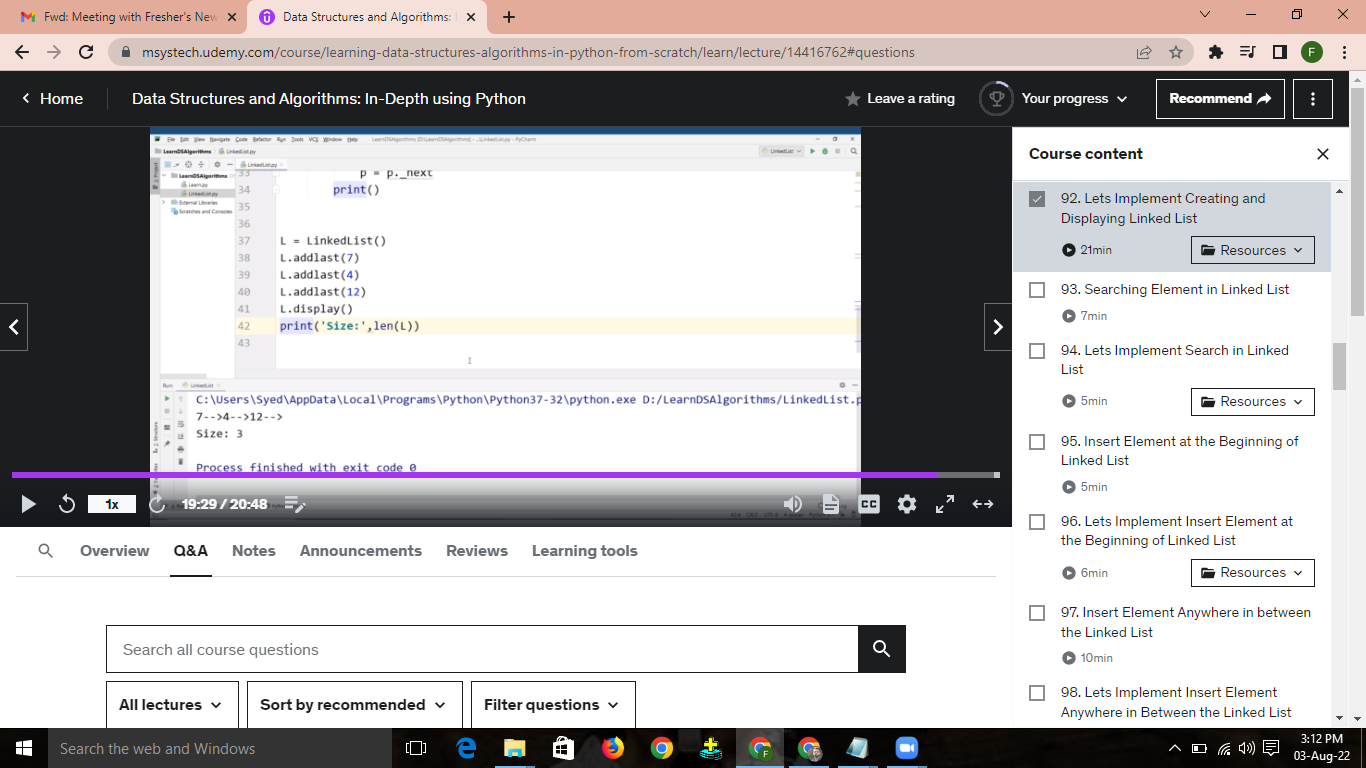 Fwd: Meeting with Fresher's New
Data Structures and Algorithms: I
msystech.udemy.com/course/learning-data-structures-algorithms-in-python-from-scratch/learn/lecture/14416762#questions
F
Home
Data Structures and Algorithms: In-Depth using Python
Leave a rating
Your progress
Recommend
File Edit View Navigate Code Refactor Run Tools VCS Window Help
LearnDSAlgorithms
LinkedList.py
LinkedList
LearnDSAlgorithms
Learn.py
LinkedList.py
External Libraries
Scratches and Consoles
LinkedList.py
33 p = p._next
34 print()
35
36
37 L = LinkedList()
38 L.addlast(7)
39 L.addlast(4)
40 L.addlast(12)
41 L.display()
42 print('Size:',len(L))
43
Run: LinkedList
C:\Users\Syed\AppData\Local\Programs\Python\Python37-32\python.exe D:/LearnDSAlgorithms/LinkedList.p
7-->4-->12-->
Size: 3
Process finished with exit code 0
1x
19:29 / 20:48
CC
Course content
92. Lets Implement Creating and
Displaying Linked List
21min
Resources
93. Searching Element in Linked List
7min
94. Lets Implement Search in Linked
List
5min
Resources
95. Insert Element at the Beginning of
Linked List
5min
96. Lets Implement Insert Element at
the Beginning of Linked List
6min
Resources
97. Insert Element Anywhere in between
the Linked List
10min
98. Lets Implement Insert Element
Anywhere in Between the Linked List
Overview
Q&A
Notes
Announcements
Reviews
Learning tools
Search all course questions
All lectures
Sort by recommended
Filter questions
Search the web and Windows
3:12 PM
03-Aug-22